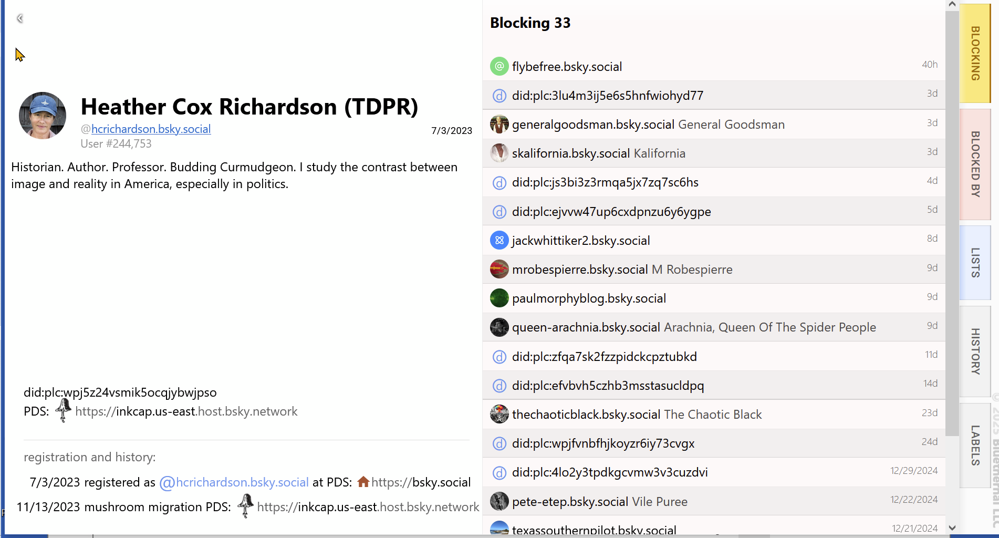 Heather Cox Richardson (TDPR)
@hcrichardson.bsky.social
7/3/2023
User #244,753
Historian. Author. Professor. Budding Curmudgeon. I study the contrast between
image and reality in America, especially in politics.
did:plc:wpj5z24vsmik5ocqjybwjpso
PDS: https://inkcap.us-east.host.bsky.network
registration and history:
7/3/2023 registered as @hcrichardson.bsky.social at PDS: https://bsky.social
11/13/2023 mushroom migration PDS: https://inkcap.us-east.host.bsky.network
Blocking 33
@ flybefree.bsky.social 40h
d did:plc:3lu4m3ij5e6s5hnfwiohyd77 3d
generalgoodsman.bsky.social General Goodsman 3d
skalifornia.bsky.social Kalifornia 3d
d did:plc:js3bi3z3rmqa5jx7zq7sc6hs 4d
d did:plc:ejvvw47up6cxdpnzu6y6ygpe 5d
jackwhittiker2.bsky.social 8d
mrobespierre.bsky.social M Robespierre 9d
paulmorphyblog.bsky.social 9d
queen-arachnia.bsky.social Arachnia, Queen Of The Spider People 9d
d did:plc:zfqa7sk2fzzpidckcpztubkd 11d
d did:plc:efvbvh5czhb3msstasucldpq 14d
thechaoticblack.bsky.social The Chaotic Black 23d
d did:plc:wpjfvnbfhjkoyzr6iy73cvgx 24d
d did:plc:4lo2y3tpdkgcvmw3v3cuzdvi 12/29/2024
pete-etep.bsky.social Vile Puree 12/22/2024
texassouthernpilot.bsky.social 12/21/2024
BLOCKING
BLOCKED BY
LISTS
HISTORY
LABELS
© 2025 Bluethernal LLC